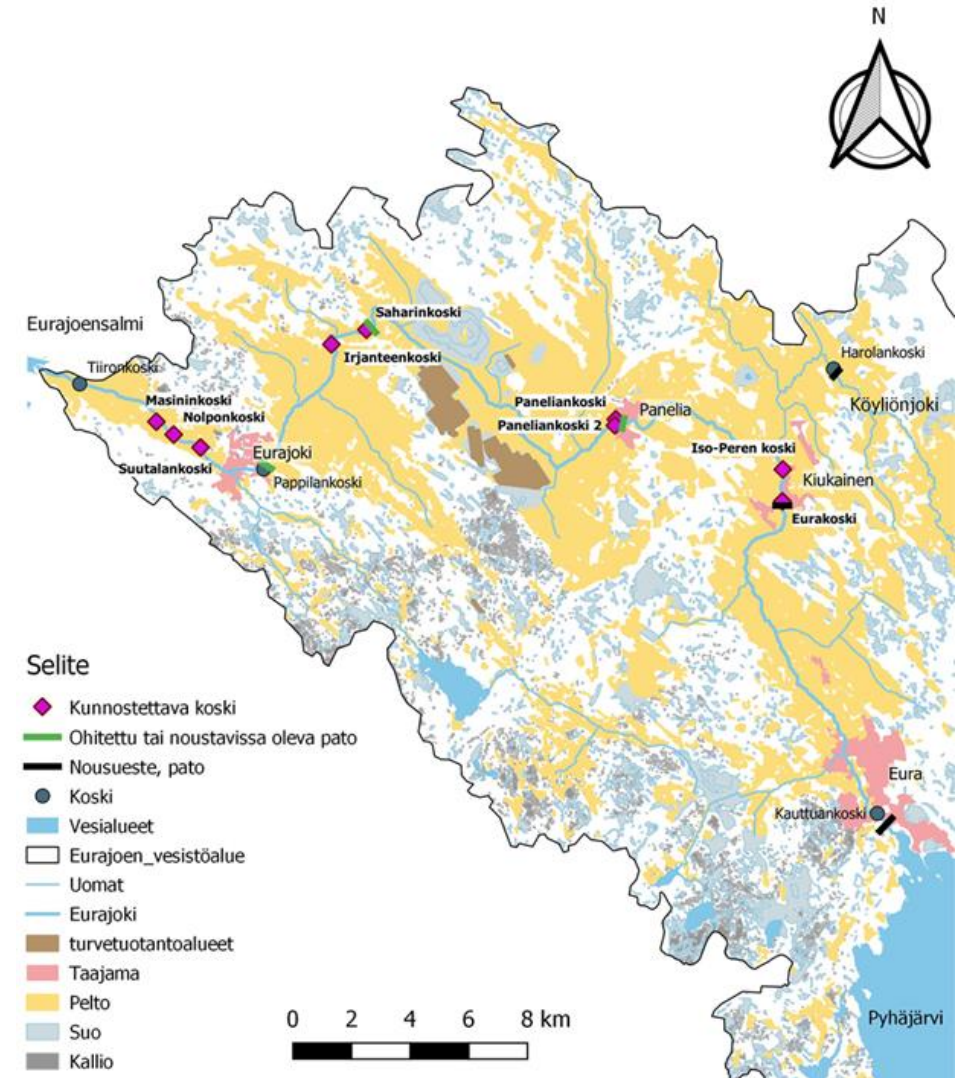 N
Saharinkoski
Eurajoensalmi
Irjanteenkoski
Harolankoski
Tiironkoski
Masininkoski
Paneliankoski
Panelia
Köyliönjoki
Nolponkoski
Paneliankoski 2
Iso-Peren koski
Suutalankoski
Eurajoki
Pappilankoski
Kiukainen
Eurakoski
Selite
Kunnostettava koski
Ohitettu tai noustavissa oleva pato
Nousueste, pato
Koski
Vesialueet
Eurajoen_vesistöalue
Uomat
Eurajoki
turvetuotantoalueet
Taajama
Pelto
Suo
Kallio
Eura
Kauttuankoski
0 2 4 6 8 km
Pyhäjärvi